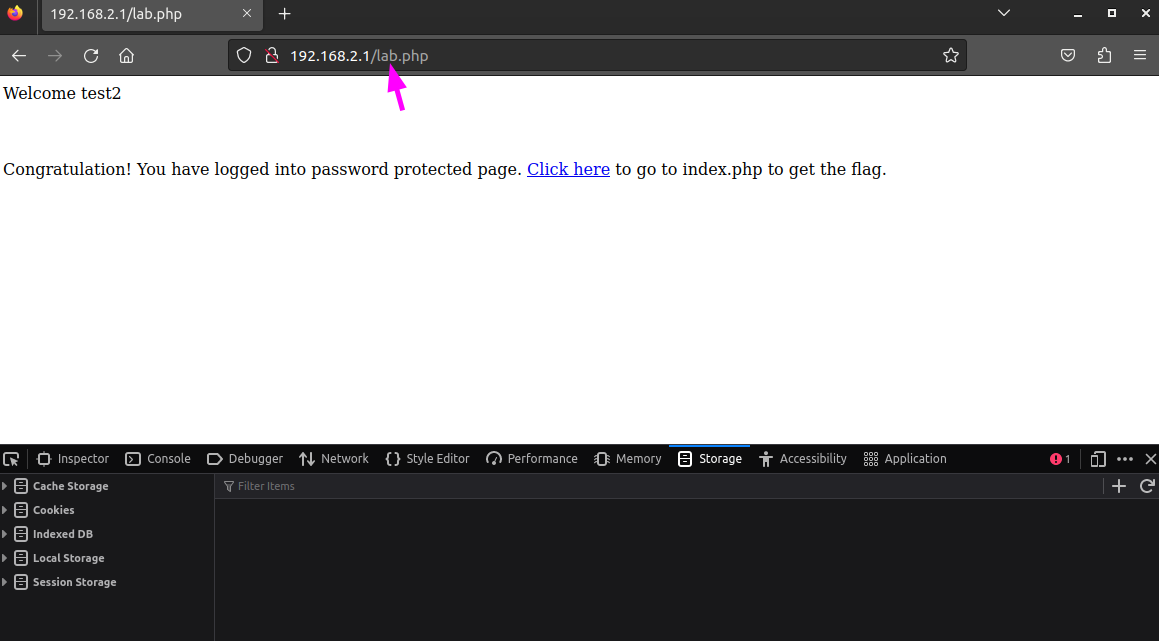 192.168.2.1/lab.php
192.168.2.1/lab.php
Welcome test2
Congratulation! You have logged into password protected page. Click here to go to index.php to get the flag.
Inspector Console Debugger Network Style Editor Performance Memory Storage Accessibility Application 1
Cache Storage Filter Items
Cookies
Indexed DB
Local Storage
Session Storage